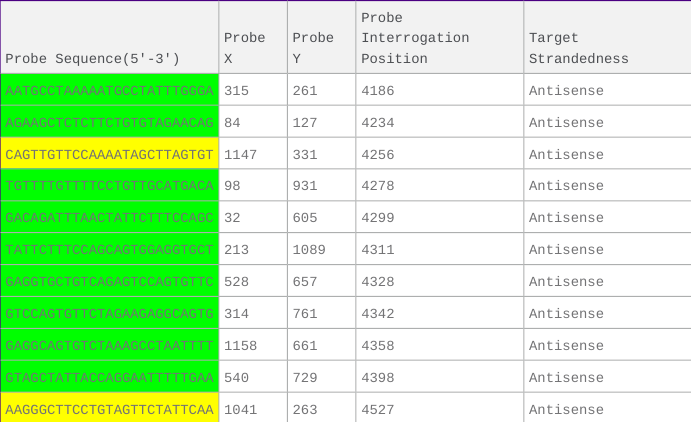 Probe Sequence(5'-3') Probe X Probe Y Probe Interrogation Position Target Strandedness
AATGCCTAAAAATGCCTATTTGGGA 315 261 4186 Antisense
AGAAGCTCTCTTCTGTGTAGAACAG 84 127 4234 Antisense
CAGTTGTTCCAAAATAGCTTAGTGT 1147 331 4256 Antisense
TGTTTTGTTTTCCTGTTGCATGACA 98 931 4278 Antisense
GACAGATTTAACTATTCTTTCCAGC 32 605 4299 Antisense
TATTCTTTCCAGCAGTGGAGGTGCT 213 1089 4311 Antisense
GAGGTGCTGTCAGAGTCCAGTGTTC 528 657 4328 Antisense
GTCCAGTGTTCTAGAAGAGGCAGTG 314 761 4342 Antisense
GAGGCAGTGTCTAAAGCCTAATTTT 1158 661 4358 Antisense
GTAGCTATTACCAGGAATTTTTGAA 540 729 4398 Antisense
AAGGGCTTCCTGTAGTTCTATTCAA 1041 263 4527 Antisense